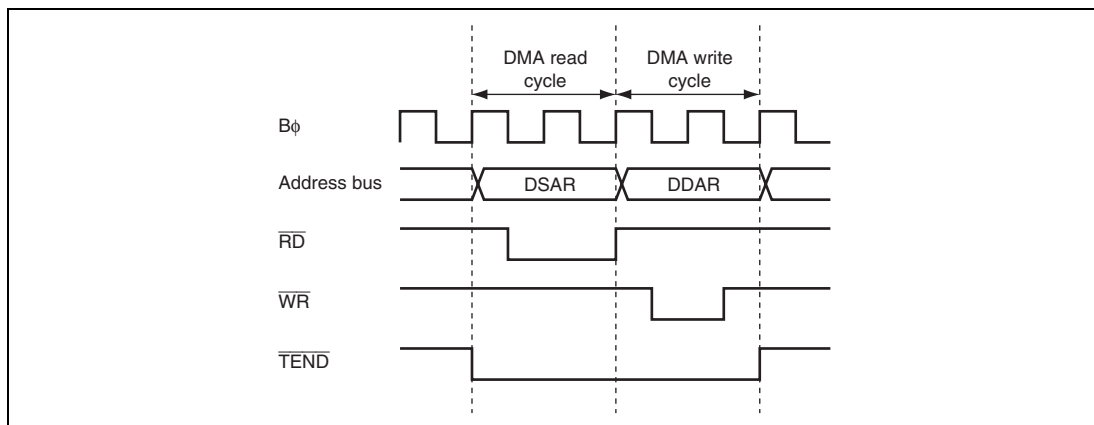 DMA read cycle
DMA write cycle
Bϕ
Address bus
DSAR
DDAR
RD
WR
TEND